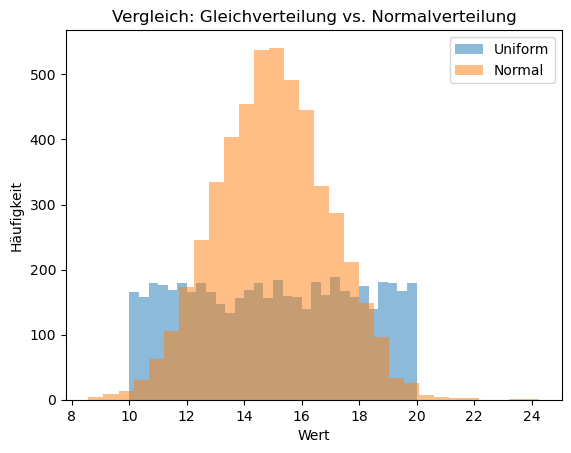 Vergleich: Gleichverteilung vs. Normalverteilung
Uniform
Normal
Häufigkeit
500
400
300
200
100
0
8 10 12 14 16 18 20 22 24
Wert